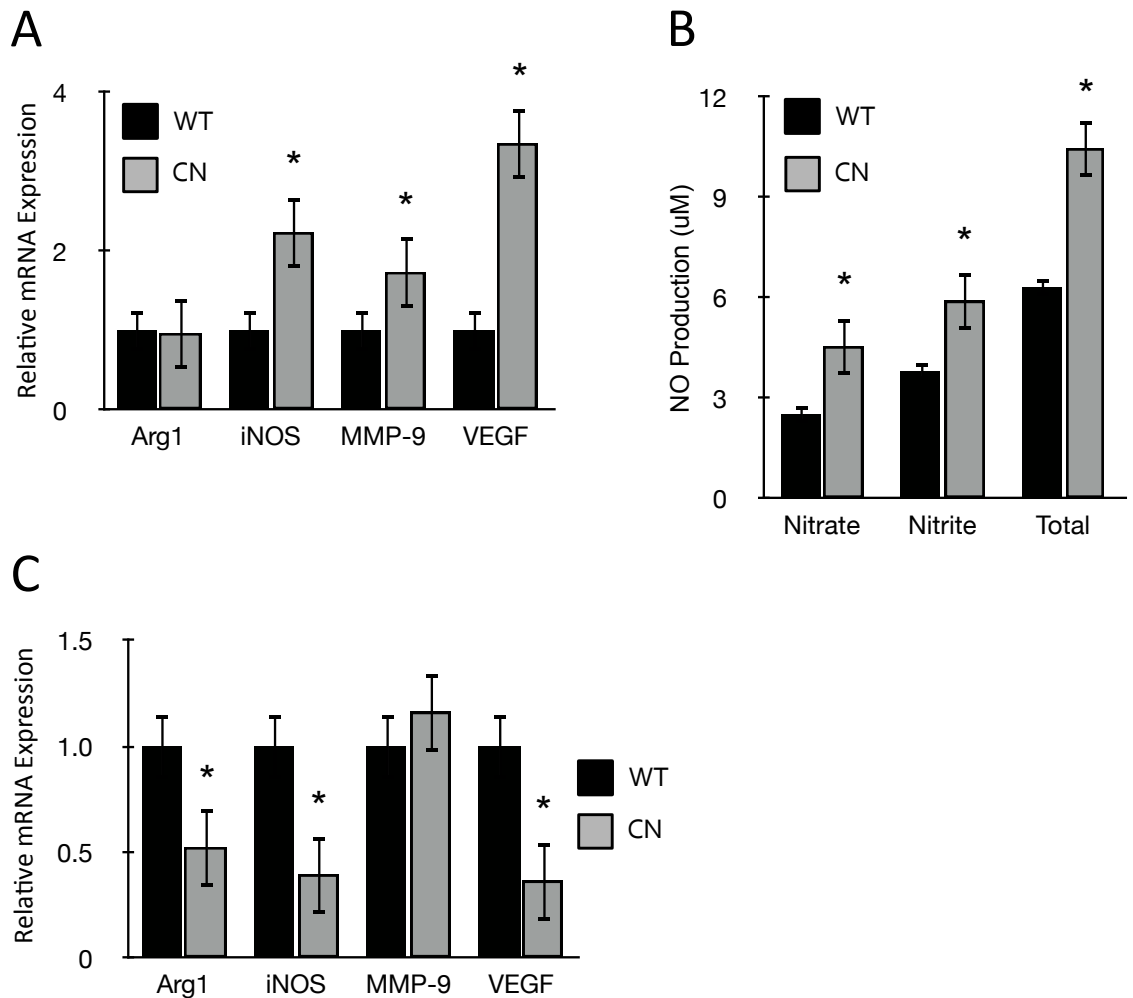 A
Relative mRNA Expression
4
2
0
WT
CN
*
*
*
Arg1 iNOS MMP-9 VEGF
B
NO Production (uM)
12
9
6
3
0
WT
CN
*
*
*
Nitrate Nitrite Total
C
Relative mRNA Expression
1.5
1.0
0.5
0
*
*
*
WT
CN
Arg1 iNOS MMP-9 VEGF